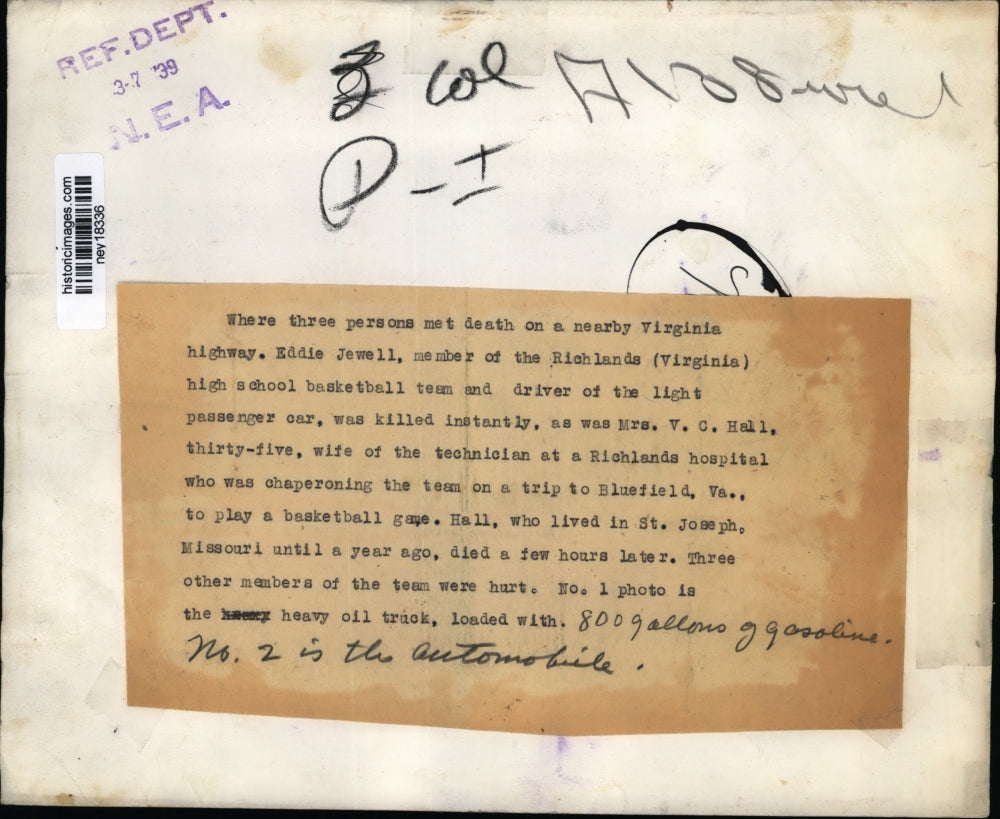 REF. DEPT.
3-7 '39
N. E. A.
col
D - I
historicimages.com
ney18336
Where three persons met death on a nearby Virginia
highway. Eddie Jewell, member of the Richlands (Virginia)
high school basketball team and driver of the light
passenger car, was killed instantly, as was Mrs. V. C. Hall,
thirty-five, wife of the technician at a Richlands hospital
who was chaperoning the team on a trip to Bluefield, Va.,
to play a basketball game. Hall, who lived in St. Joseph,
Missouri until a year ago, died a few hours later. Three
other members of the team were hurt. No. 1 photo is
the heavy oil truck, loaded with. 800 gallons of gasoline.
No. 2 is the automobile.